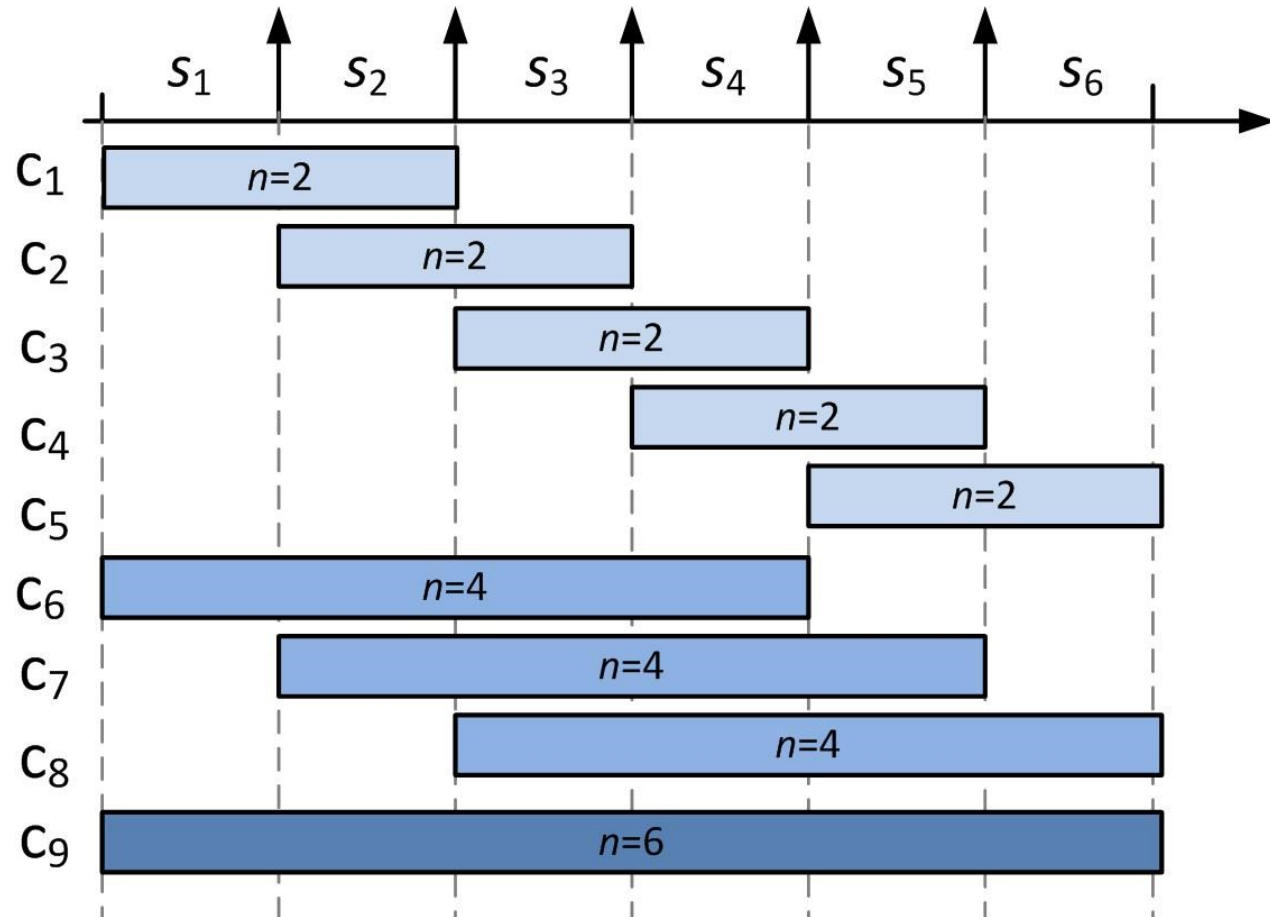 s₁ s₂ s₃ s₄ s₅ s₆
c₁ n=2
c₂ n=2
c₃ n=2
c₄ n=2
c₅ n=2
c₆ n=4
c₇ n=4
c₈ n=4
c₉ n=6